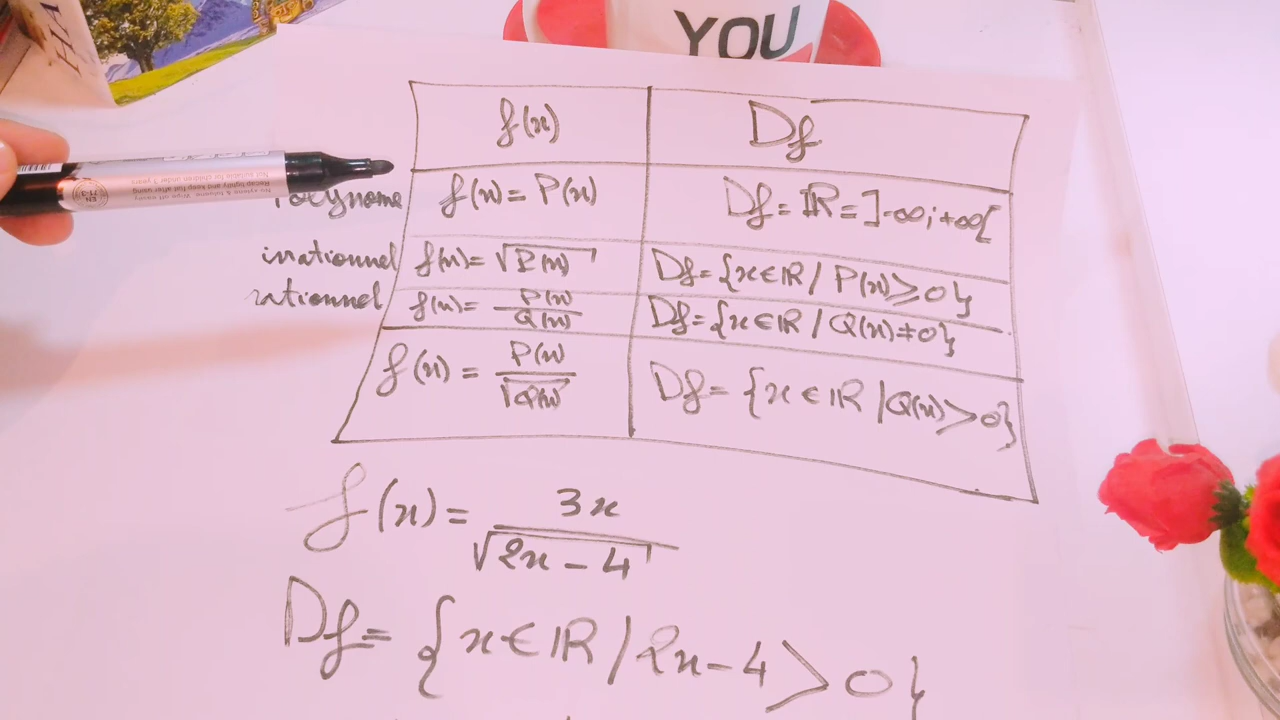 YOU
f(x) Df
Polynome f(x) = P(x) Df = ℝ = ]-∞; +∞[
irrationnel f(x) = √P(x) Df = {x ∈ ℝ / P(x) ≥ 0}
rationnel f(x) = P(x)/Q(x) Df = {x ∈ ℝ / Q(x) ≠ 0}
f(x) = P(x)/√Q(x) Df = {x ∈ ℝ / Q(x) > 0}
f(x) = 3x/√2x - 4
Df = {x ∈ ℝ / 2x - 4 > 0}